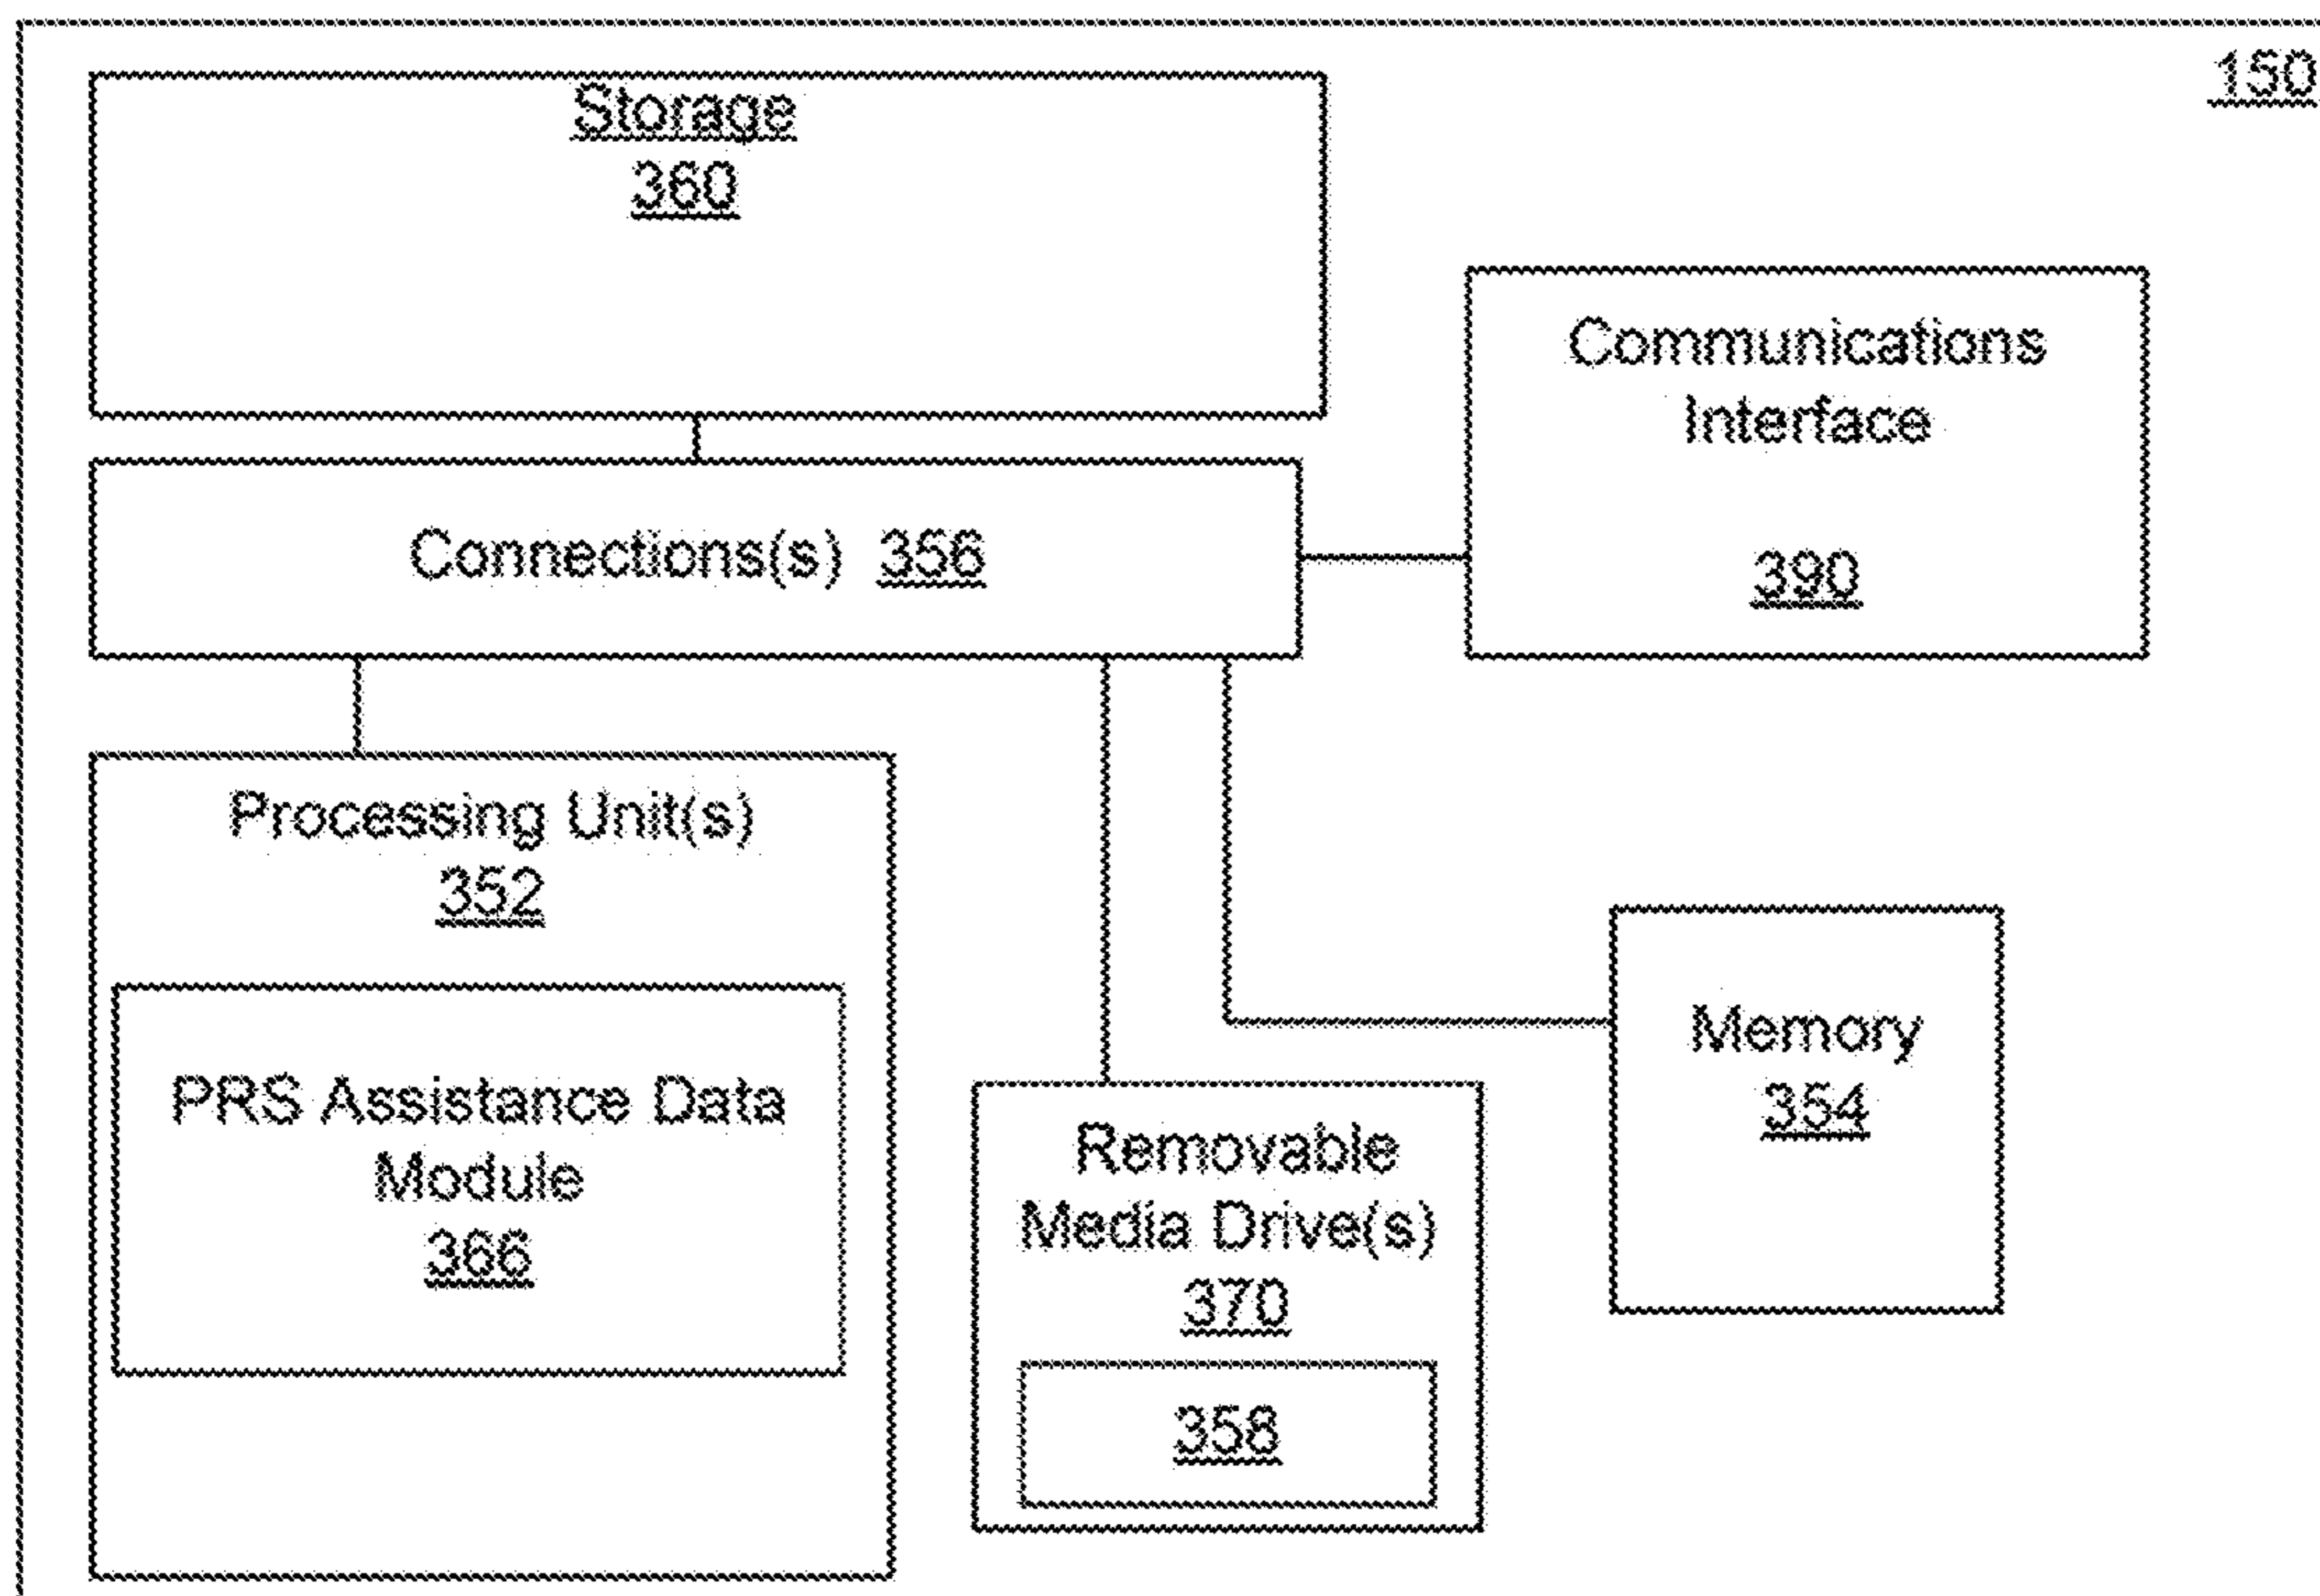 150
Storage
360
Communications
Interface
390
Connections(s) 356
Processing Unit(s)
352
PRS Assistance Data
Module
366
Removable
Media Drive(s)
370
358
Memory
354